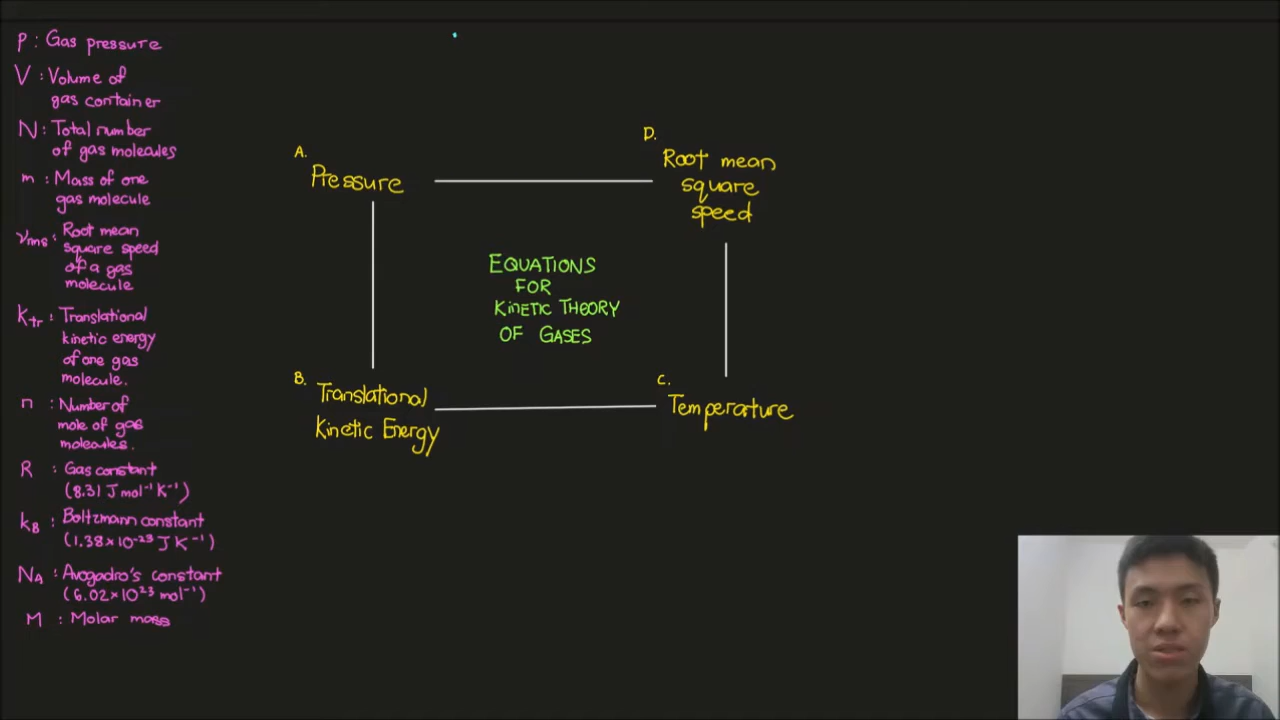 P : Gas pressure
V : Volume of
gas container
N : Total number
of gas molecules
m : Mass of one
gas molecule
vrms : Root mean
square speed
of a gas
molecule
Ktr : Translational
kinetic energy
of one gas
molecule.
n : Number of
mole of gas
molecules.
R : Gas constant
(8.31 J mol⁻¹ K⁻¹)
kB : Boltzmann constant
(1.38×10⁻²³ J K⁻¹)
NA : Avogadro's constant
(6.02×10²³ mol⁻¹)
M : Molar mass
A.
Pressure
D.
Root mean
square
speed
EQUATIONS
FOR
KINETIC THEORY
OF GASES
B.
Translational
Kinetic Energy
C.
Temperature